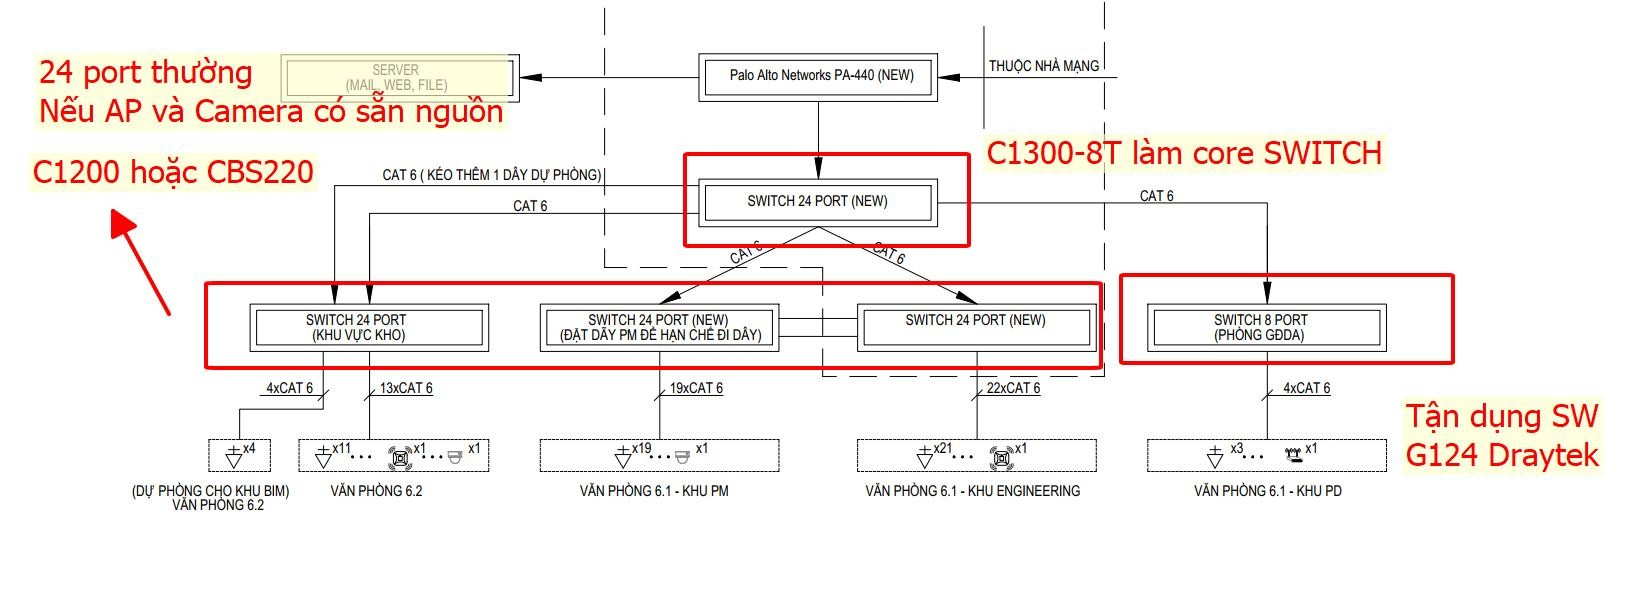 24 port thường
Nếu AP và Camera có sẵn nguồn
SERVER
(MAIL, WEB, FILE)
Palo Alto Networks PA-440 (NEW)
THUỘC NHÀ MẠNG
C1300-8T làm core SWITCH
C1200 hoặc CBS220
CAT 6 ( KÉO THÊM 1 DÂY DỰ PHÒNG)
SWITCH 24 PORT (NEW)
CAT 6
CAT 6
CAT 6
CAT 6
SWITCH 24 PORT
(KHU VỰC KHO)
SWITCH 24 PORT (NEW)
(ĐẶT DÃY PM ĐỂ HẠN CHẾ ĐI DÂY)
SWITCH 24 PORT (NEW)
SWITCH 8 PORT
(PHÒNG GĐDA)
4xCAT 6
13xCAT 6
19xCAT 6
22xCAT 6
4xCAT 6
Tận dụng SW
G124 Draytek
x4
x11 x1 x1
x19 x1
x21 x1
x3 x1
(DỰ PHÒNG CHO KHU BIM)
VĂN PHÒNG 6.2
VĂN PHÒNG 6.2
VĂN PHÒNG 6.1 - KHU PM
VĂN PHÒNG 6.1 - KHU ENGINEERING
VĂN PHÒNG 6.1 - KHU PD